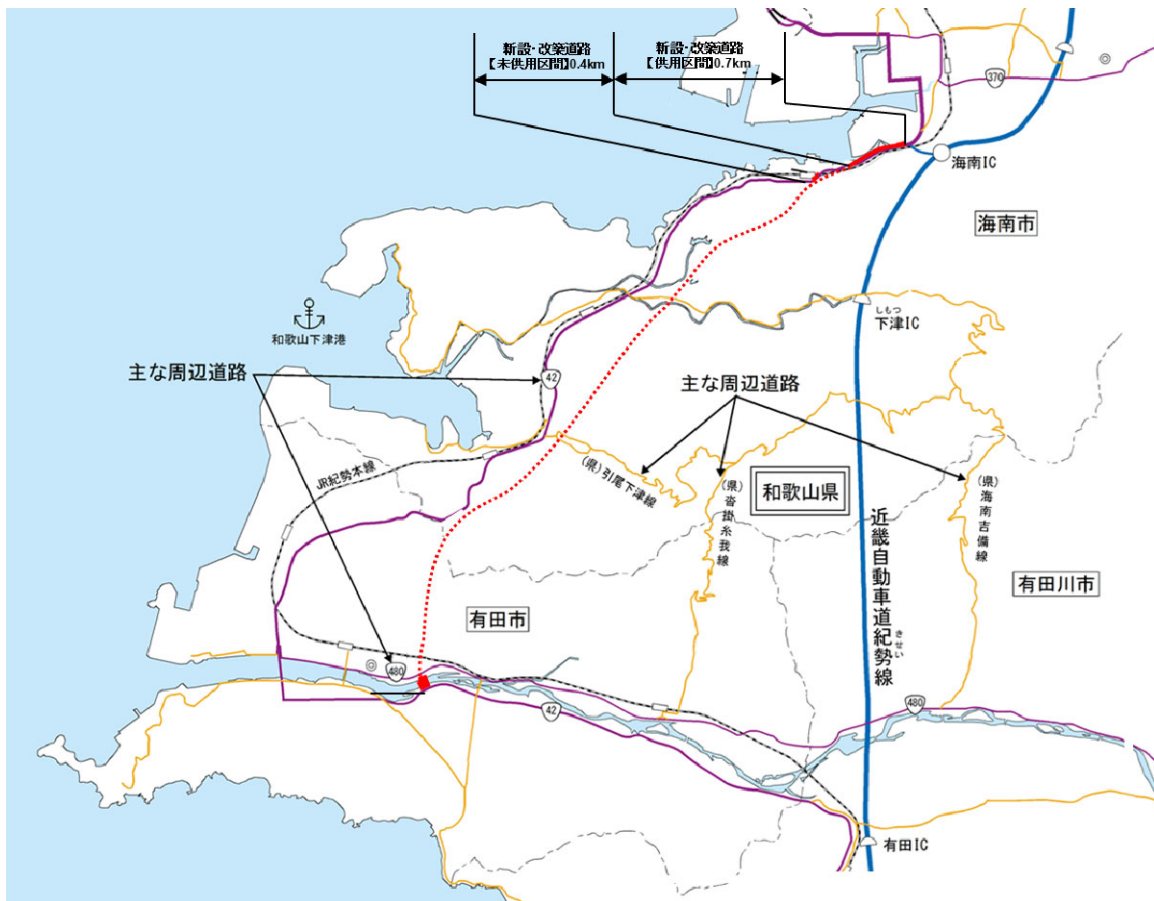 新設・改築道路
【未供用区間】0.4km
新設・改築道路
【供用区間】0.7km
370
海南IC
海南市
しもつ
下津IC
和歌山下津港
主な周辺道路
42
主な周辺道路
JR紀勢本線
(県)引尾下津線
(県)沓掛糸我線
和歌山県
(県)海南吉備線
近畿自動車道紀勢線
きせい
有田川市
有田市
480
42
480
有田IC